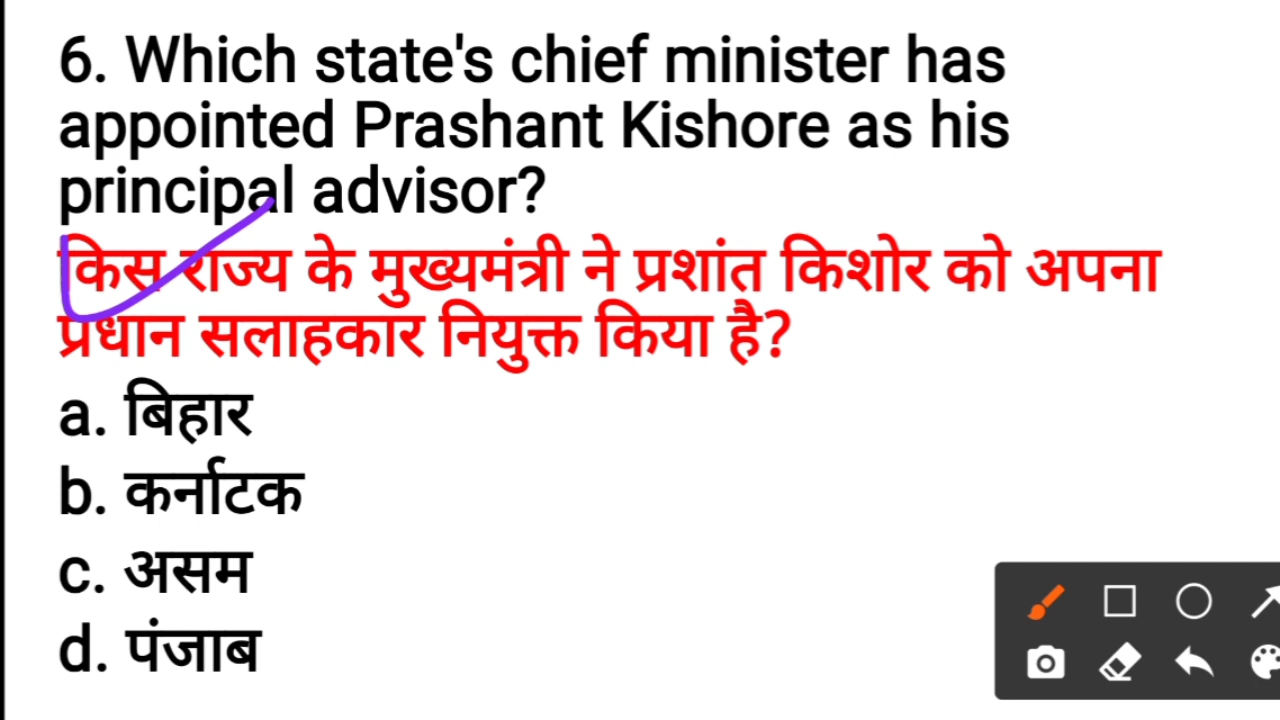 6. Which state's chief minister has
appointed Prashant Kishore as his
principal advisor?
किस राज्य के मुख्यमंत्री ने प्रशांत किशोर को अपना
प्रधान सलाहकार नियुक्त किया है?
a. बिहार
b. कर्नाटक
c. असम
d. पंजाब